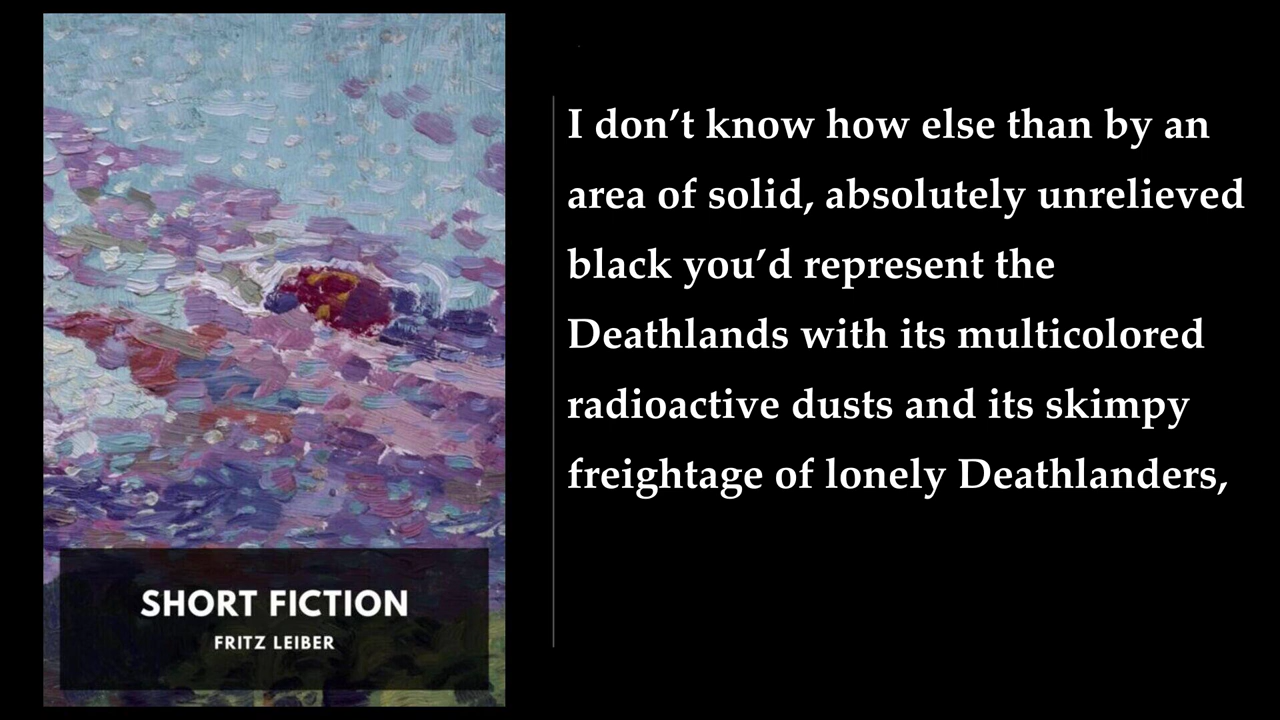 I don’t know how else than by an
area of solid, absolutely unrelieved
black you’d represent the
Deathlands with its multicolored
radioactive dusts and its skimpy
freightage of lonely Deathlanders,
SHORT FICTION
FRITZ LEIBER